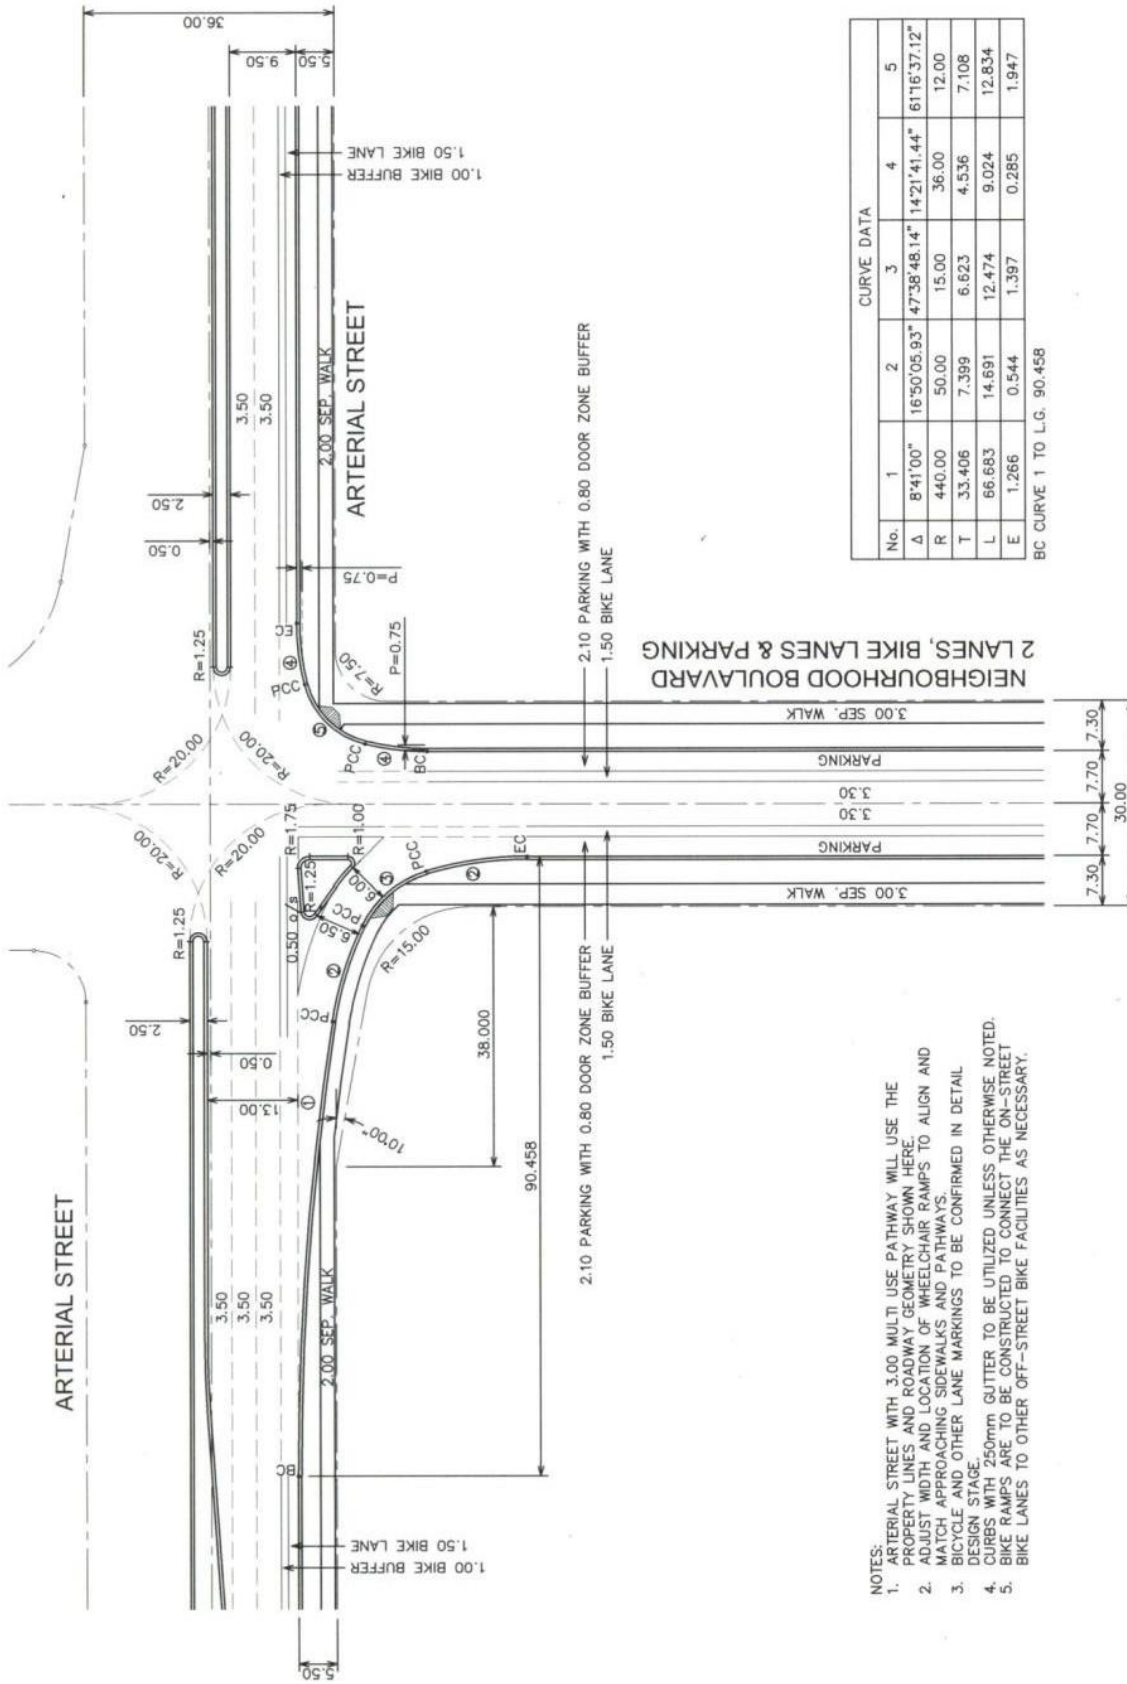 ARTERIAL STREET
36.00
9.50
5.50
2.50
0.50
R=1.25
3.50
3.50
1.50 BIKE LANE
1.00 BIKE BUFFER
2.00 SEP. WALK
ARTERIAL STREET
P=0.75
EC
④
PCC
R=7.50
P=0.75
⑤
PCC
④
BC
R=20.00
R=20.00
R=20.00
R=20.00
R=1.75
R=1.00
R=1.25
0.50 o/s
6.00
6.50
PCC
③
PCC
②
EC
②
PCC
R=15.00
R=1.25
2.50
0.50
13.00
①
10°00"
38.000
90.458
3.50
3.50
3.50
2.00 SEP. WALK
BC
1.50 BIKE LANE
1.00 BIKE BUFFER
5.50
2.10 PARKING WITH 0.80 DOOR ZONE BUFFER
1.50 BIKE LANE
2.10 PARKING WITH 0.80 DOOR ZONE BUFFER
1.50 BIKE LANE
NEIGHBOURHOOD BOULAVARD
2 LANES, BIKE LANES & PARKING
3.00 SEP. WALK
PARKING
3.30
3.30
PARKING
3.00 SEP. WALK
7.30
7.70
7.70
7.30
30.00
CURVE DATA
No. 1 2 3 4 5
Δ 8°41'00" 16°50'05.93" 47°38'48.14" 14°21'41.44" 61°16'37.12"
R 440.00 50.00 15.00 36.00 12.00
T 33.406 7.399 6.623 4.536 7.108
L 66.683 14.691 12.474 9.024 12.834
E 1.266 0.544 1.397 0.285 1.947
BC CURVE 1 TO L.G. 90.458
NOTES:
1. ARTERIAL STREET WITH 3.00 MULTI USE PATHWAY WILL USE THE
PROPERTY LINES AND ROADWAY GEOMETRY SHOWN HERE.
2. ADJUST WIDTH AND LOCATION OF WHEELCHAIR RAMPS TO ALIGN AND
MATCH APPROACHING SIDEWALKS AND PATHWAYS.
3. BICYCLE AND OTHER LANE MARKINGS TO BE CONFIRMED IN DETAIL
DESIGN STAGE.
4. CURBS WITH 250mm GUTTER TO BE UTILIZED UNLESS OTHERWISE NOTED.
5. BIKE RAMPS ARE TO BE CONSTRUCTED TO CONNECT THE ON-STREET
BIKE LANES TO OTHER OFF-STREET BIKE FACILITIES AS NECESSARY.